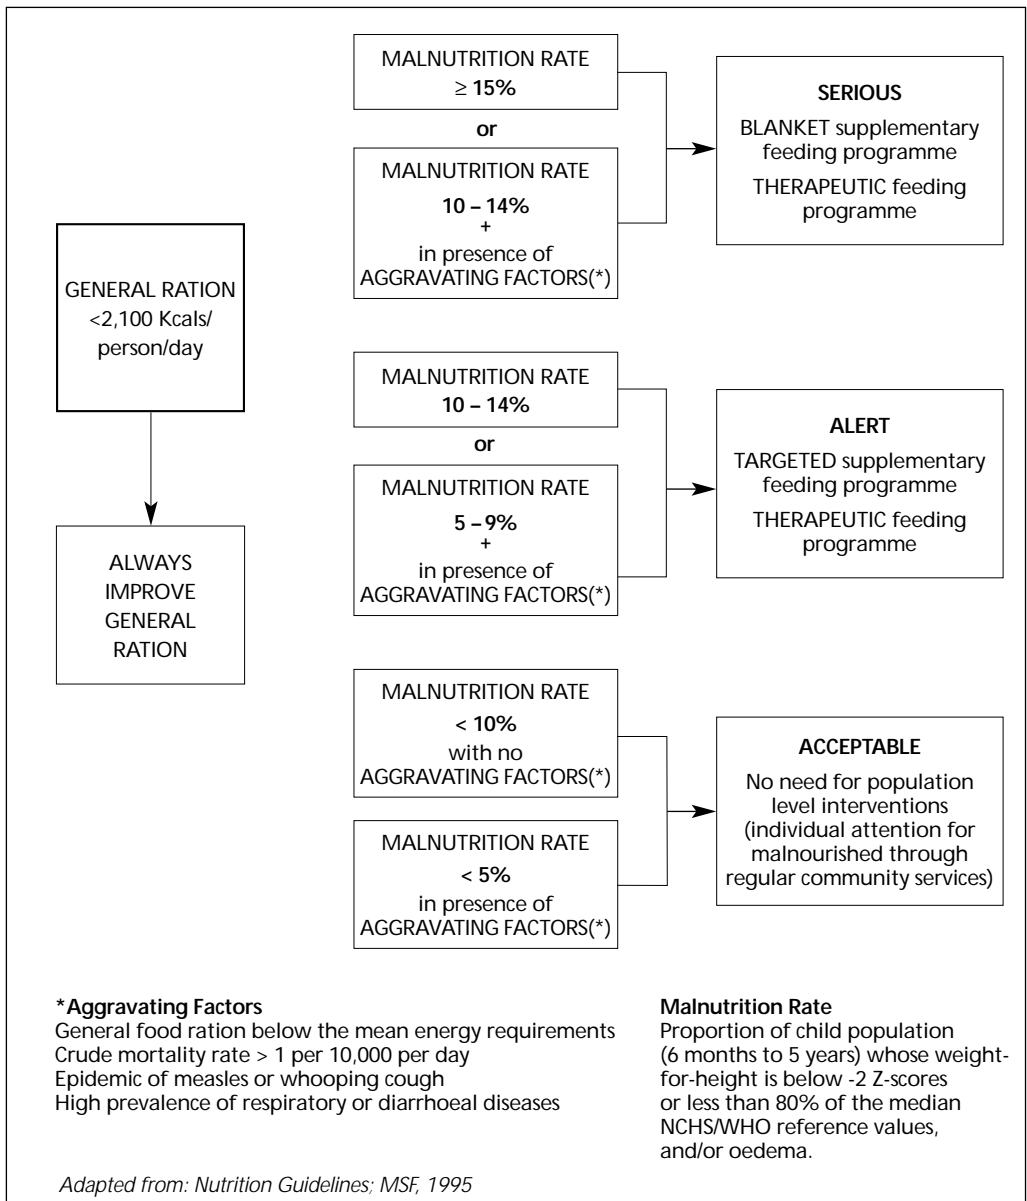 GENERAL RATION
<2,100 Kcals/
person/day
ALWAYS
IMPROVE
GENERAL
RATION
MALNUTRITION RATE
≥ 15%
or
MALNUTRITION RATE
10 – 14%
+
in presence of
AGGRAVATING FACTORS(*)
SERIOUS
BLANKET supplementary
feeding programme
THERAPEUTIC feeding
programme
MALNUTRITION RATE
10 – 14%
or
MALNUTRITION RATE
5 – 9%
+
in presence of
AGGRAVATING FACTORS(*)
ALERT
TARGETED supplementary
feeding programme
THERAPEUTIC feeding
programme
MALNUTRITION RATE
< 10%
with no
AGGRAVATING FACTORS(*)
MALNUTRITION RATE
< 5%
in presence of
AGGRAVATING FACTORS(*)
ACCEPTABLE
No need for population
level interventions
(individual attention for
malnourished through
regular community services)
*Aggravating Factors
General food ration below the mean energy requirements
Crude mortality rate > 1 per 10,000 per day
Epidemic of measles or whooping cough
High prevalence of respiratory or diarrhoeal diseases
Malnutrition Rate
Proportion of child population
(6 months to 5 years) whose weight-
for-height is below -2 Z-scores
or less than 80% of the median
NCHS/WHO reference values,
and/or oedema.
Adapted from: Nutrition Guidelines; MSF, 1995